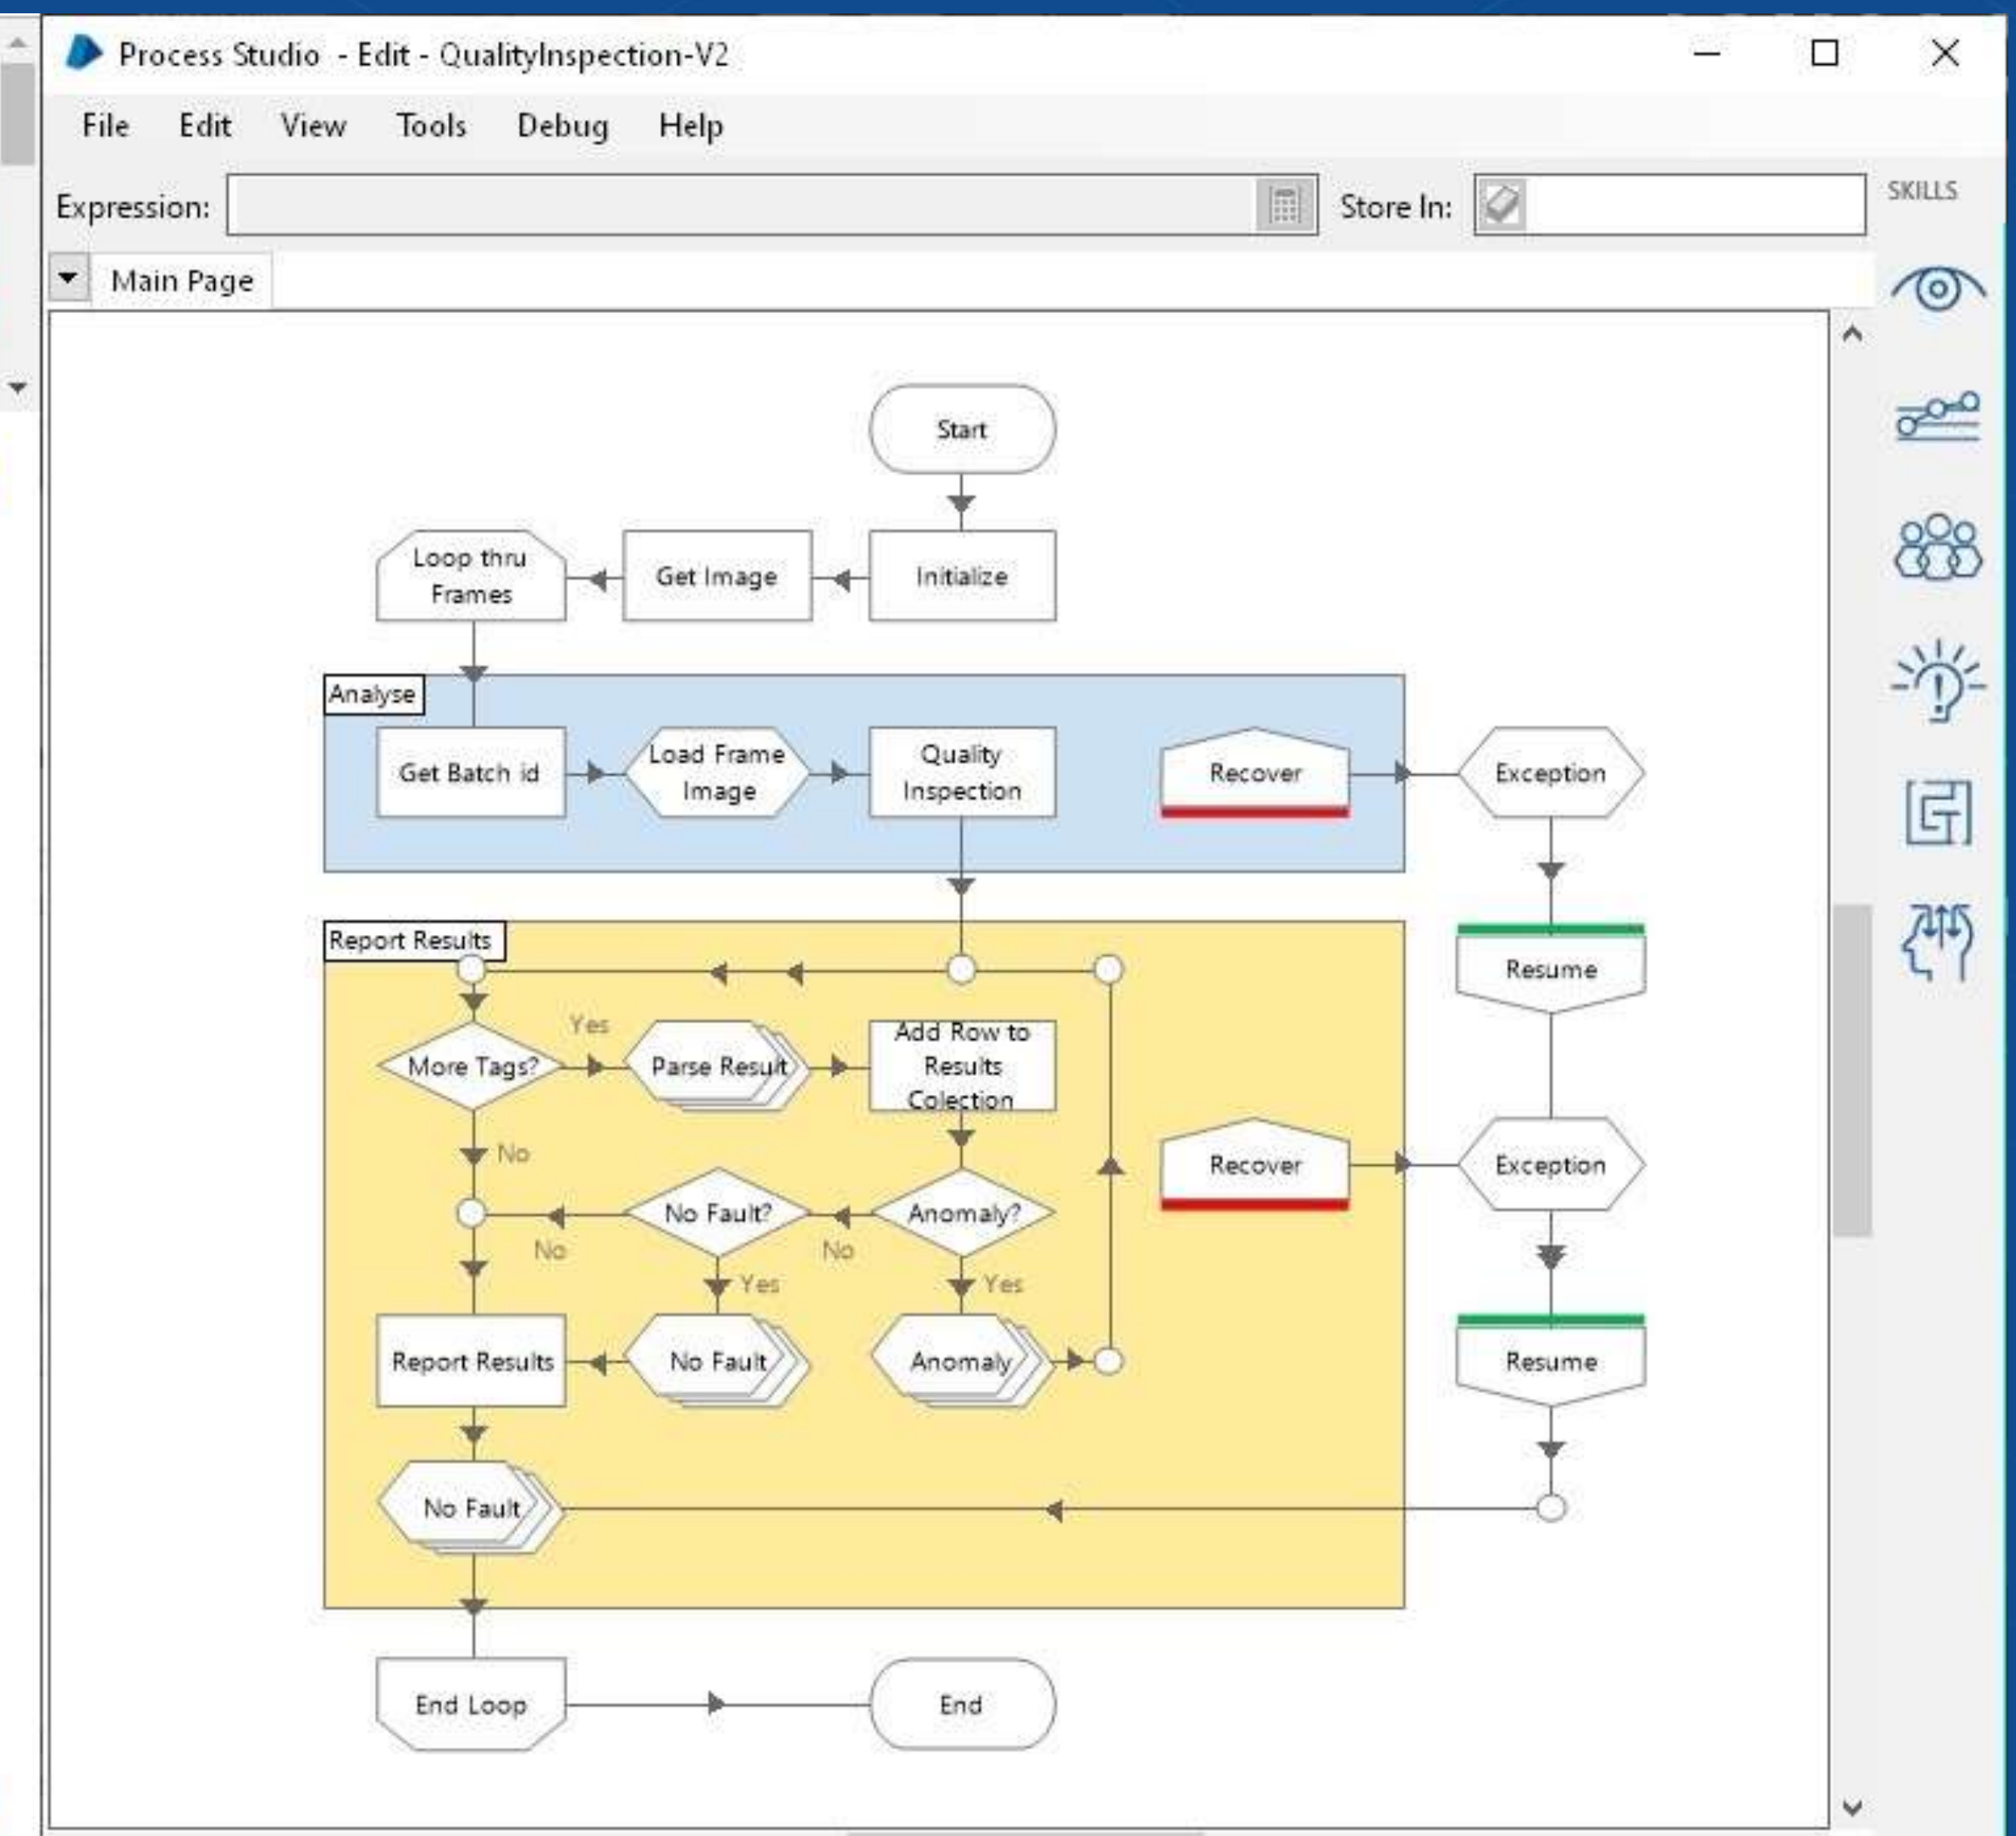 Process Studio - Edit - QualityInspection-V2
File Edit View Tools Debug Help
Expression:
Store In:
SKILLS
Main Page
Start
Loop thru
Frames
Get Image
Initialize
Analyse
Get Batch id
Load Frame
Image
Quality
Inspection
Recover
Exception
Report Results
Resume
More Tags?
Yes
Parse Result
Add Row to
Results
Colection
No
No Fault?
No
Anomaly?
No
Recover
Exception
Yes
Yes
Report Results
No Fault
Anomaly
Resume
No Fault
End Loop
End